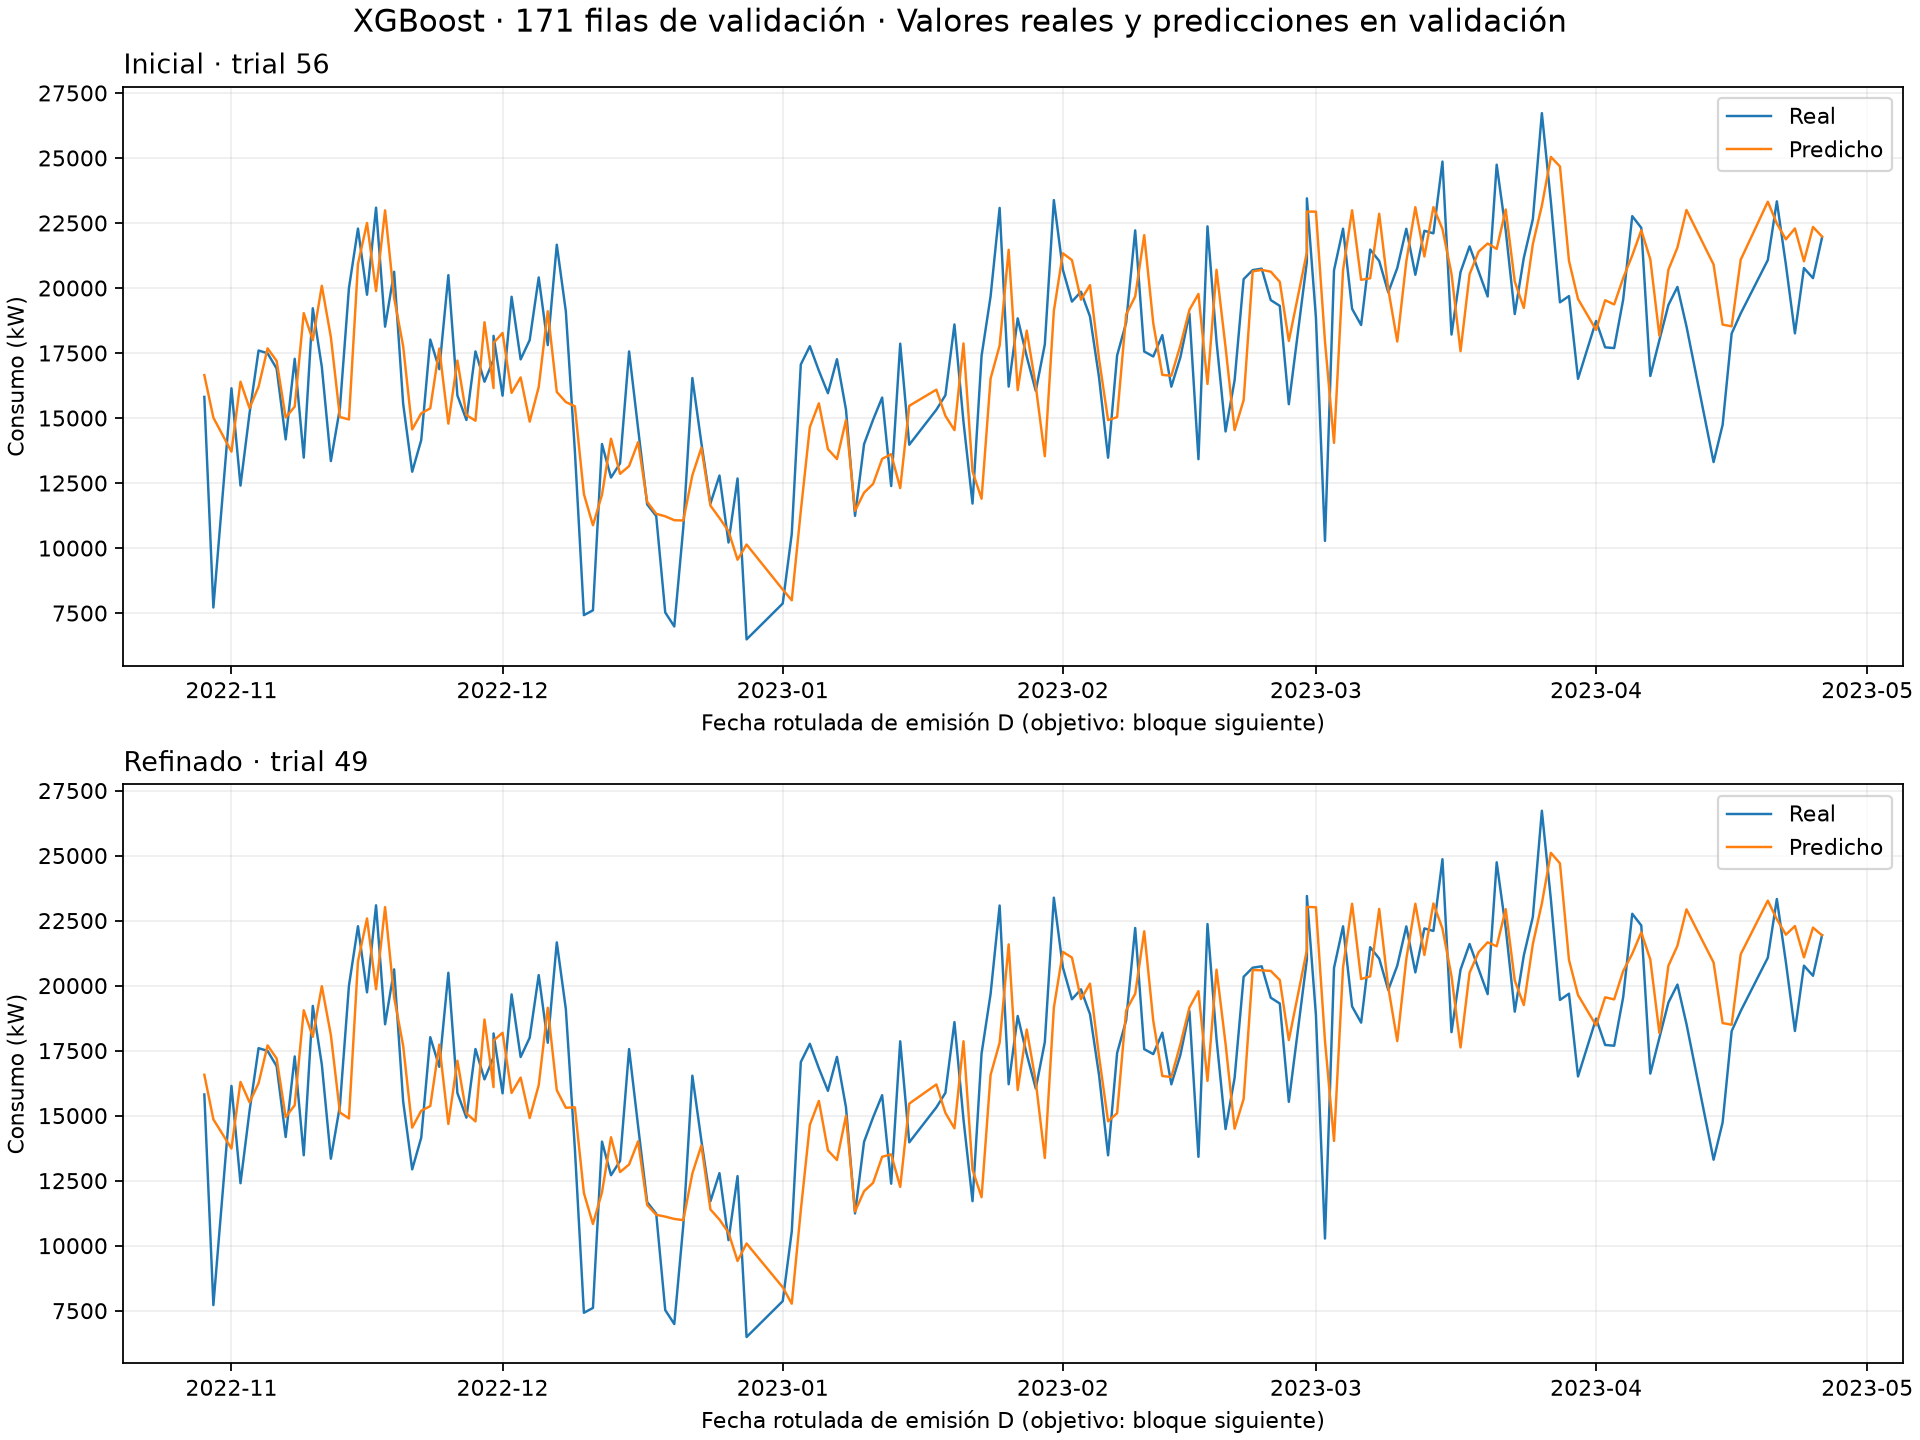 XGBoost · 171 filas de validación · Valores reales y predicciones en validación
Inicial · trial 56
27500
25000
22500
20000
17500
15000
12500
10000
7500
Consumo (kW)
Real
Predicho
2022-11
2022-12
2023-01
2023-02
2023-03
2023-04
2023-05
Fecha rotulada de emisión D (objetivo: bloque siguiente)
Refinado · trial 49
27500
25000
22500
20000
17500
15000
12500
10000
7500
Consumo (kW)
Real
Predicho
2022-11
2022-12
2023-01
2023-02
2023-03
2023-04
2023-05
Fecha rotulada de emisión D (objetivo: bloque siguiente)